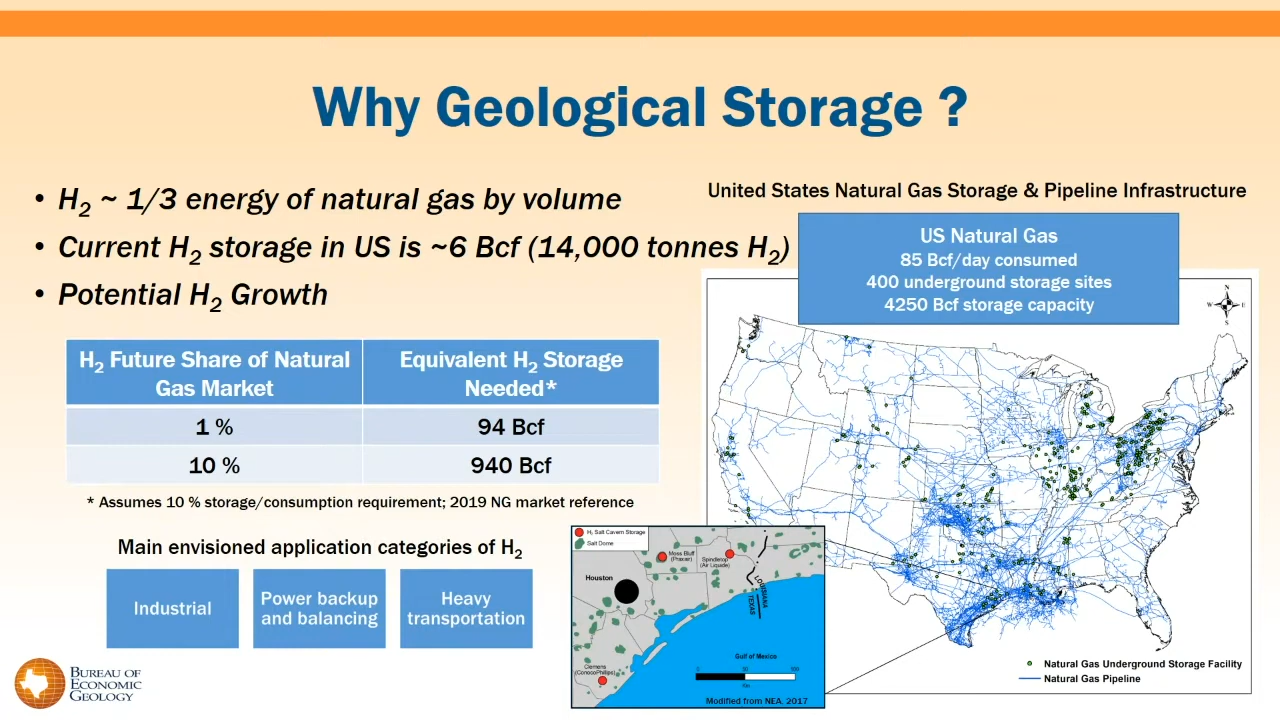 Why Geological Storage ?
• H2 ~ 1/3 energy of natural gas by volume
• Current H2 storage in US is ~6 Bcf (14,000 tonnes H2)
• Potential H2 Growth
H2 Future Share of Natural
Gas Market
Equivalent H2 Storage
Needed*
1 %
94 Bcf
10 %
940 Bcf
* Assumes 10 % storage/consumption requirement; 2019 NG market reference
Main envisioned application categories of H2
Industrial
Power backup
and balancing
Heavy
transportation
BUREAU OF
ECONOMIC
GEOLOGY
United States Natural Gas Storage & Pipeline Infrastructure
US Natural Gas
85 Bcf/day consumed
400 underground storage sites
4250 Bcf storage capacity
N
W
E
S
Natural Gas Underground Storage Facility
Natural Gas Pipeline
H2 Salt Cavern Storage
Salt Dome
Moss Bluff
(Praxair)
Spindletop
(Air Liquade)
Houston
LOUISIANA
TEXAS
Clemens
(ConocoPhillips)
Gulf of Mexico
0 50 100
Km
Modified from NEA, 2017